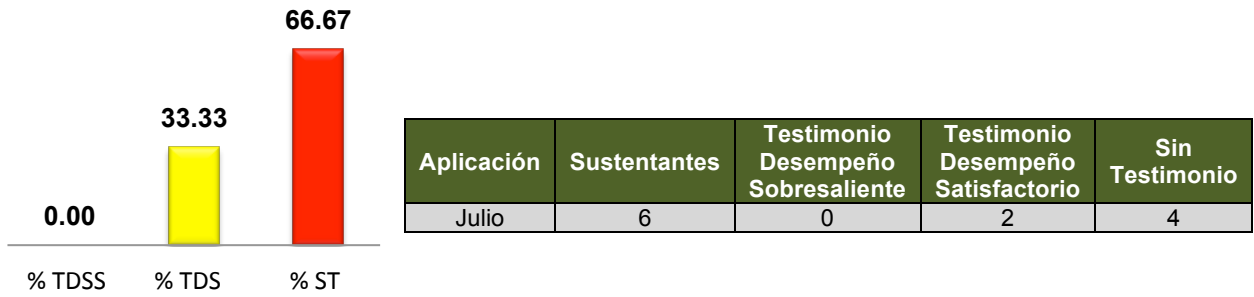 66.67
33.33
0.00
% TDSS % TDS % ST
Aplicación Sustentantes Testimonio Desempeño Sobresaliente Testimonio Desempeño Satisfactorio Sin Testimonio
Julio 6 0 2 4